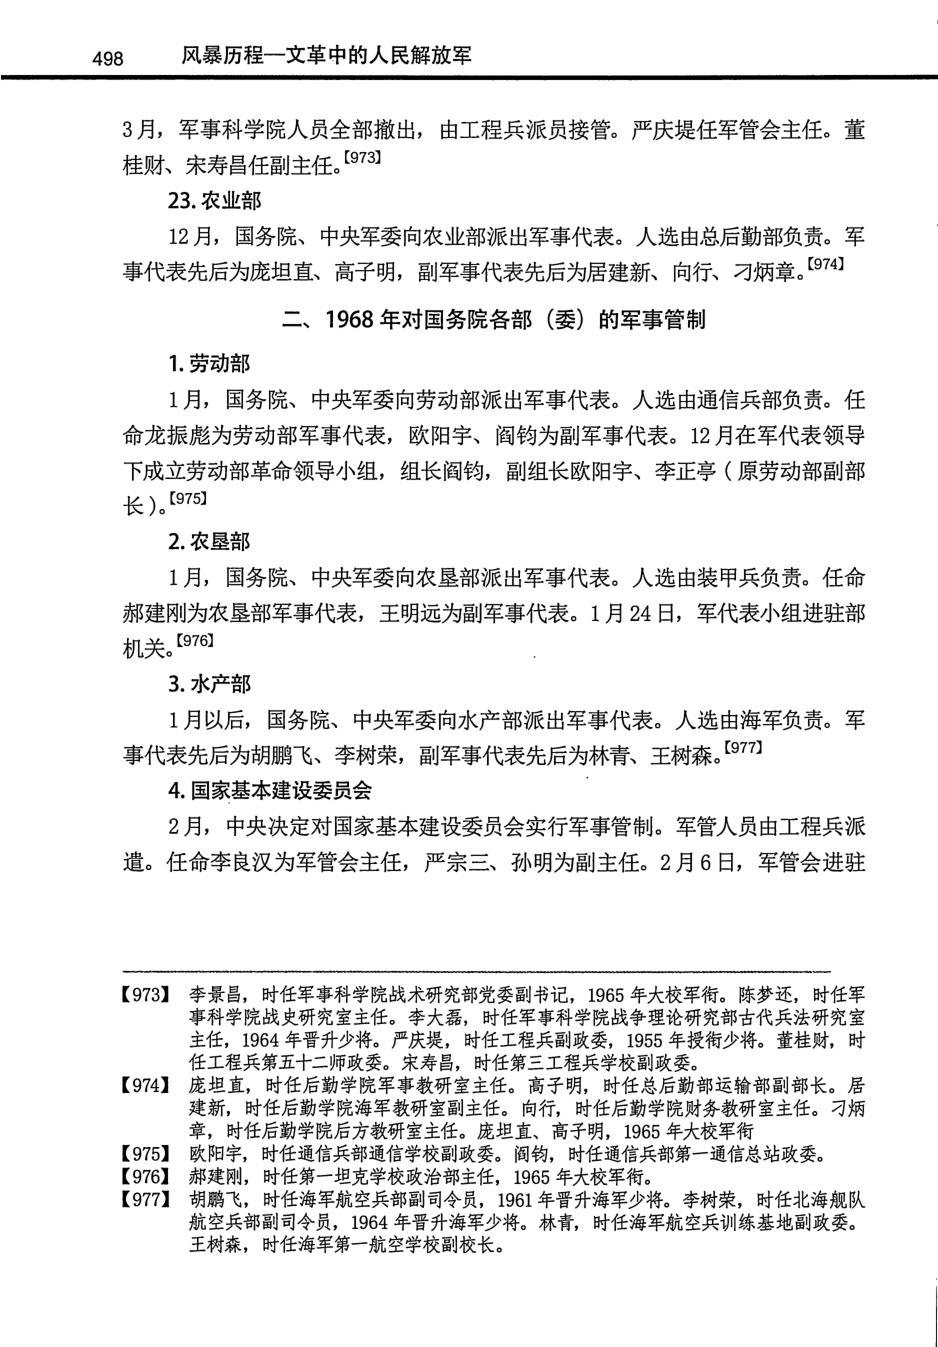 498 风暴历程—文革中的人民解放军
3月，军事科学院人员全部撤出，由工程兵派员接管。严庆堤任军管会主任。董
桂财、宋寿昌任副主任。【973】
23. 农业部
12月，国务院、中央军委向农业部派出军事代表。人选由总后勤部负责。军
事代表先后为庞坦直、高子明，副军事代表先后为居建新、向行、刁炳章。【974】
二、1968年对国务院各部（委）的军事管制
1. 劳动部
1月，国务院、中央军委向劳动部派出军事代表。人选由通信兵部负责。任
命龙振彪为劳动部军事代表，欧阳宇、阎钧为副军事代表。12月在军代表领导
下成立劳动部革命领导小组，组长阎钧，副组长欧阳宇、李正亭（原劳动部副部
长）。【975】
2. 农垦部
1月，国务院、中央军委向农垦部派出军事代表。人选由装甲兵负责。任命
郝建刚为农垦部军事代表，王明远为副军事代表。1月24日，军代表小组进驻部
机关。【976】
3. 水产部
1月以后，国务院、中央军委向水产部派出军事代表。人选由海军负责。军
事代表先后为胡鹏飞、李树荣，副军事代表先后为林青、王树森。【977】
4. 国家基本建设委员会
2月，中央决定对国家基本建设委员会实行军事管制。军管人员由工程兵派
遣。任命李良汉为军管会主任，严宗三、孙明为副主任。2月6日，军管会进驻
【973】 李景昌，时任军事科学院战术研究部党委副书记，1965年大校军衔。陈梦还，时任军
事科学院战史研究室主任。李大磊，时任军事科学院战争理论研究部古代兵法研究室
主任，1964年晋升少将。严庆堤，时任工程兵副政委，1955年授衔少将。董桂财，时
任工程兵第五十二师政委。宋寿昌，时任第三工程兵学校副政委。
【974】 庞坦直，时任后勤学院军事教研室主任。高子明，时任总后勤部运输部副部长。居
建新，时任后勤学院海军教研室副主任。向行，时任后勤学院财务教研室主任。刁炳
章，时任后勤学院后方教研室主任。庞坦直、高子明，1965年大校军衔
【975】 欧阳宇，时任通信兵部通信学校副政委。阎钧，时任通信兵部第一通信总站政委。
【976】 郝建刚，时任第一坦克学校政治部主任，1965年大校军衔。
【977】 胡鹏飞，时任海军航空兵部副司令员，1961年晋升海军少将。李树荣，时任北海舰队
航空兵部副司令员，1964年晋升海军少将。林青，时任海军航空兵训练基地副政委。
王树森，时任海军第一航空学校副校长。